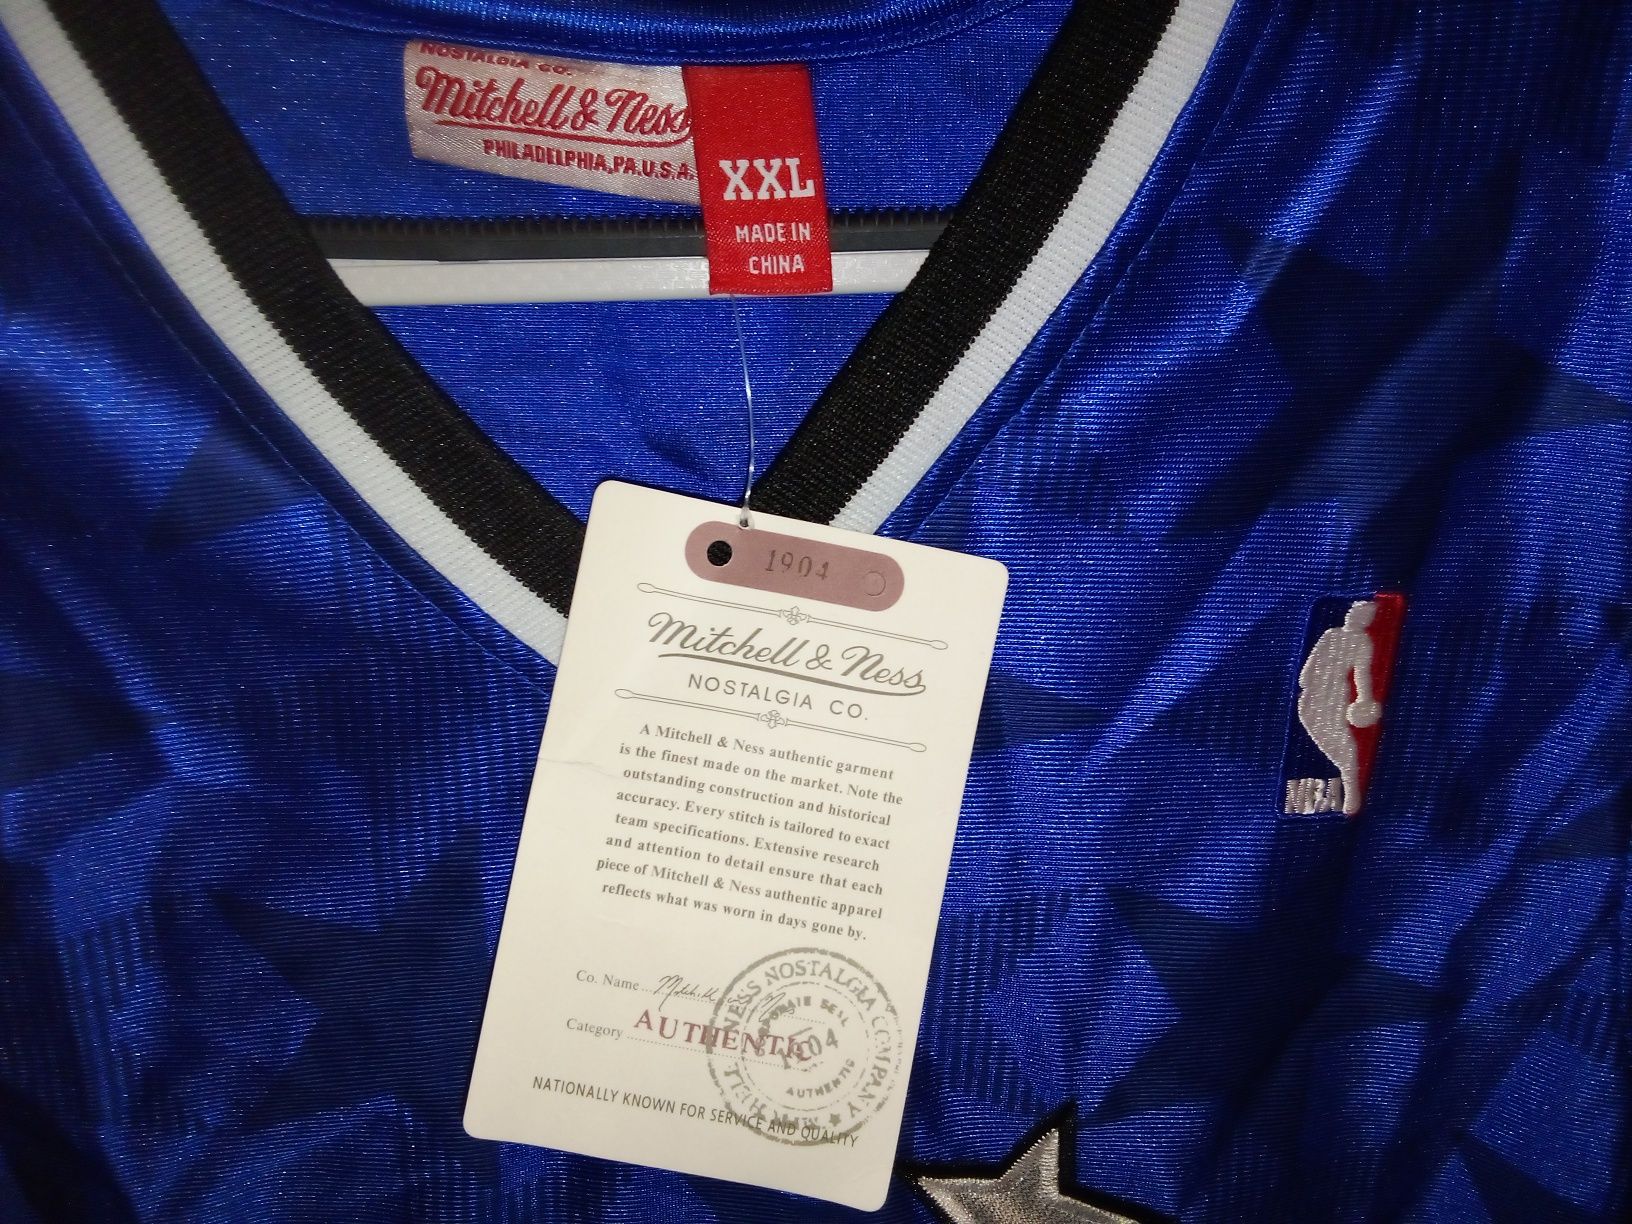 NOSTALGIA CO.
Mitchell & Ness
PHILADELPHIA, PA. U.S.A.
XXL
MADE IN
CHINA
1904
Mitchell & Ness
NOSTALGIA CO.
A Mitchell & Ness authentic garment
is the finest made on the market. Note the
outstanding construction and historical
accuracy. Every stitch is tailored to exact
team specifications. Extensive research
and attention to detail ensure that each
piece of Mitchell & Ness authentic apparel
reflects what was worn in days gone by.
Co. Name
Category AUTHENTIC
NESS NOSTALGIA COMPANY
1904
AUTHENTIC
NATIONALLY KNOWN FOR SERVICE AND QUALITY
NBA